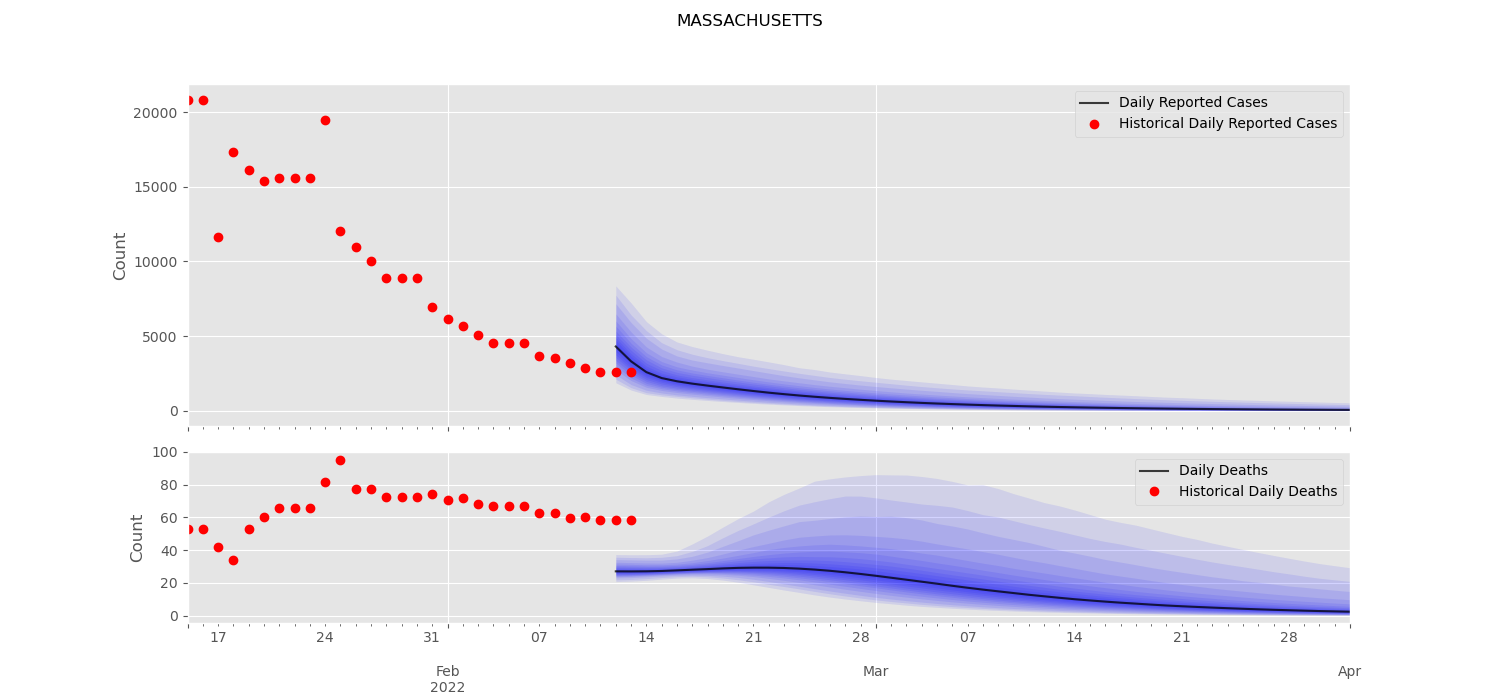 MASSACHUSETTS
20000
15000
10000
5000
0
Count
Daily Reported Cases
Historical Daily Reported Cases
100
80
60
40
20
0
Count
Daily Deaths
Historical Daily Deaths
17 24 31 07 14 21 28 07 14 21 28
Feb Mar Apr
2022